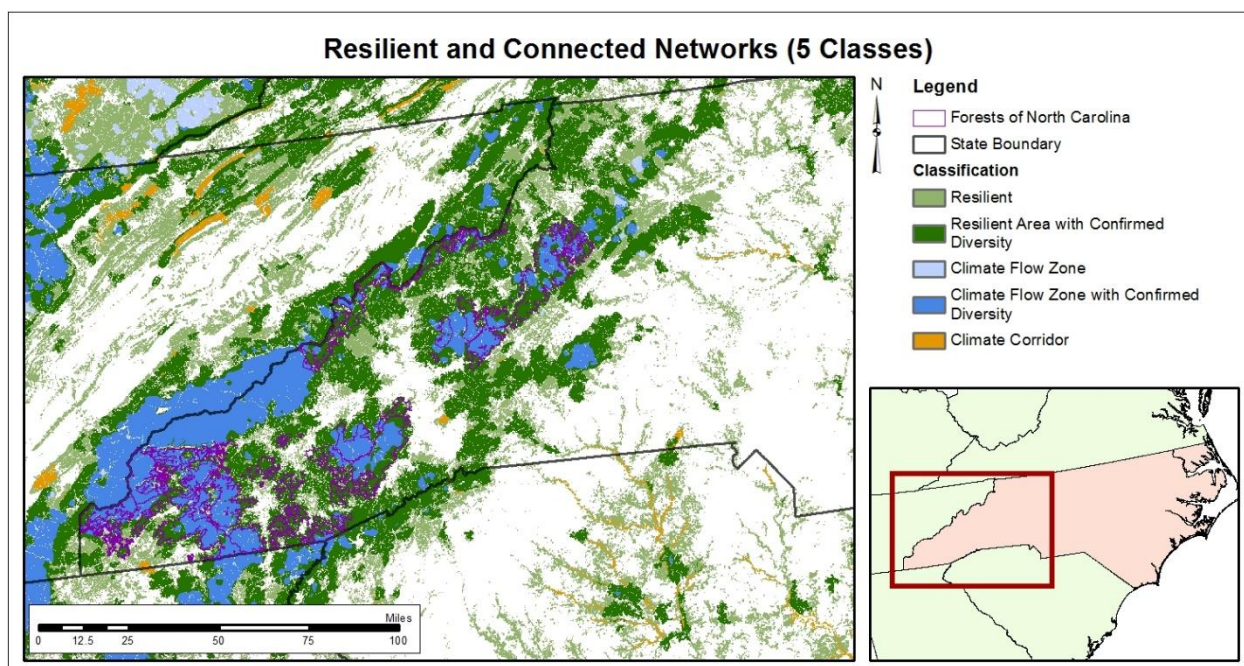 Resilient and Connected Networks (5 Classes)
N
Legend
Forests of North Carolina
State Boundary
Classification
Resilient
Resilient Area with Confirmed
Diversity
Climate Flow Zone
Climate Flow Zone with Confirmed
Diversity
Climate Corridor
Miles
0 12.5 25 50 75 100